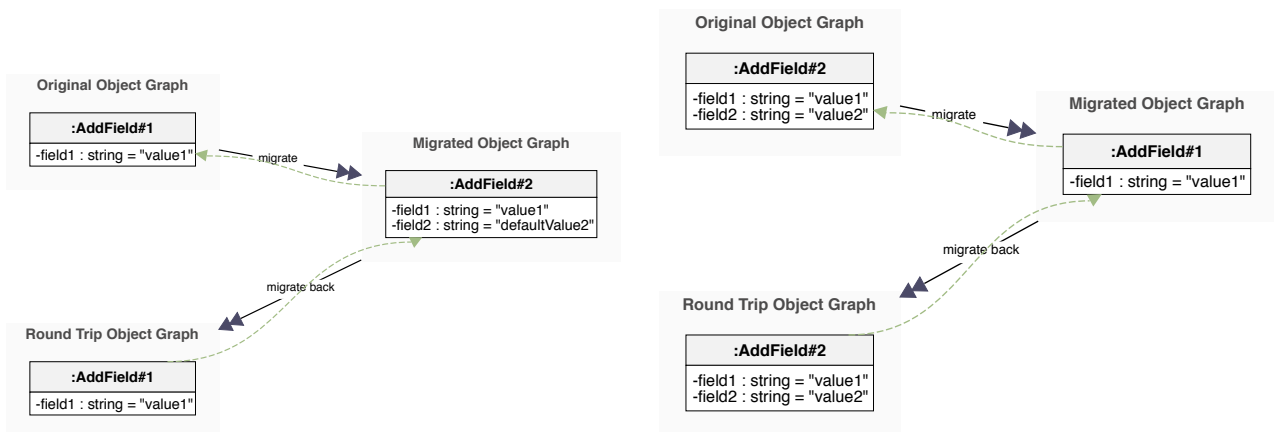 Original Object Graph
:AddField#1
-field1 : string = "value1"
migrate
Migrated Object Graph
:AddField#2
-field1 : string = "value1"
-field2 : string = "defaultValue2"
migrate back
Round Trip Object Graph
:AddField#1
-field1 : string = "value1"
Original Object Graph
:AddField#2
-field1 : string = "value1"
-field2 : string = "value2"
migrate
Migrated Object Graph
:AddField#1
-field1 : string = "value1"
migrate back
Round Trip Object Graph
:AddField#2
-field1 : string = "value1"
-field2 : string = "value2"